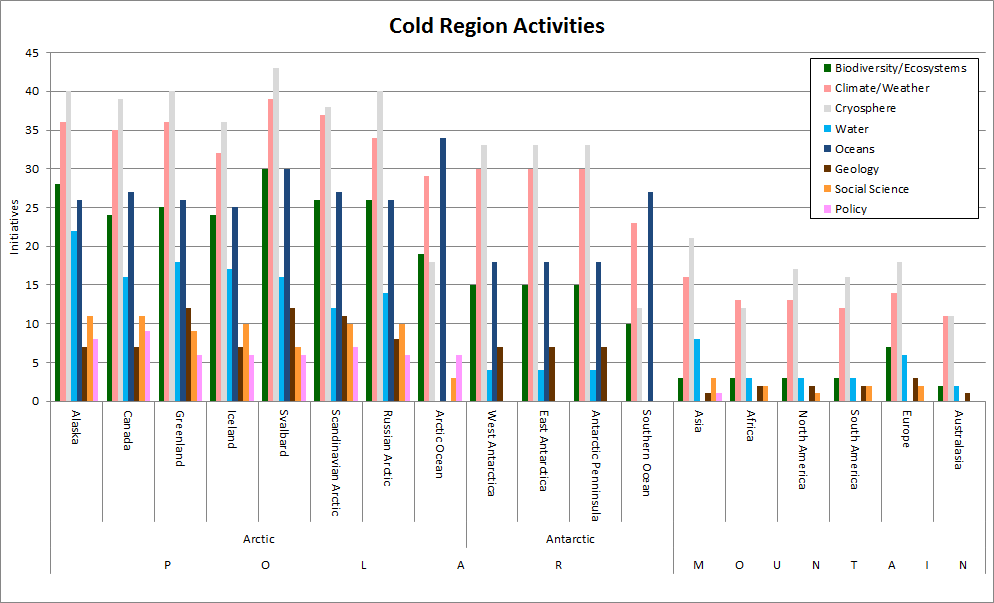 Cold Region Activities
45
40
35
30
25
20
15
10
5
0
Initiatives
Biodiversity/Ecosystems
Climate/Weather
Cryosphere
Water
Oceans
Geology
Social Science
Policy
Alaska
Canada
Greenland
Iceland
Svalbard
Scandinavian Arctic
Russian Arctic
Arctic Ocean
West Antarctica
East Antarctica
Antarctic Penninsula
Southern Ocean
Asia
Africa
North America
South America
Europe
Australasia
Arctic
Antarctic
P O L A R
M O U N T A I N